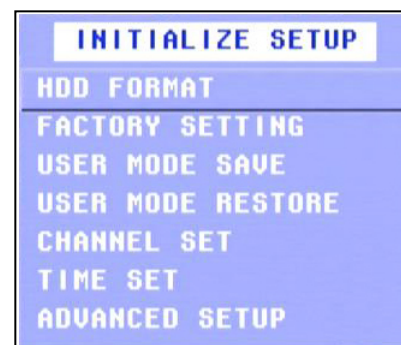 INITIALIZE SETUP
HDD FORMAT
FACTORY SETTING
USER MODE SAVE
USER MODE RESTORE
CHANNEL SET
TIME SET
ADVANCED SETUP